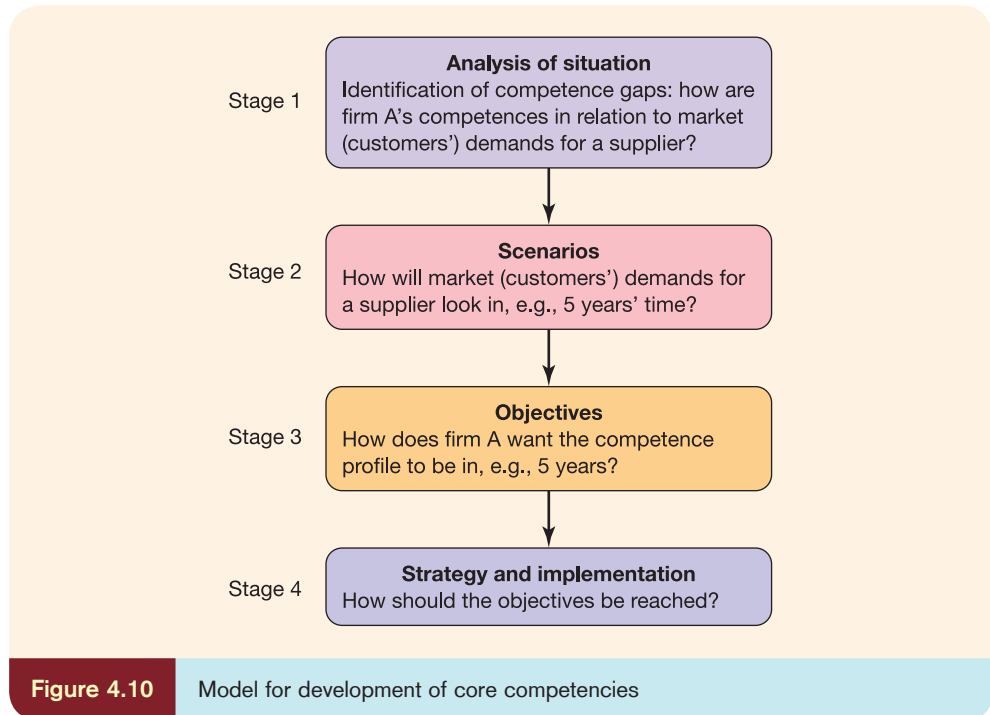 Stage 1
Analysis of situation
Identification of competence gaps: how are
firm A's competences in relation to market
(customers') demands for a supplier?
Stage 2
Scenarios
How will market (customers') demands for
a supplier look in, e.g., 5 years' time?
Stage 3
Objectives
How does firm A want the competence
profile to be in, e.g., 5 years?
Stage 4
Strategy and implementation
How should the objectives be reached?
Figure 4.10 Model for development of core competencies